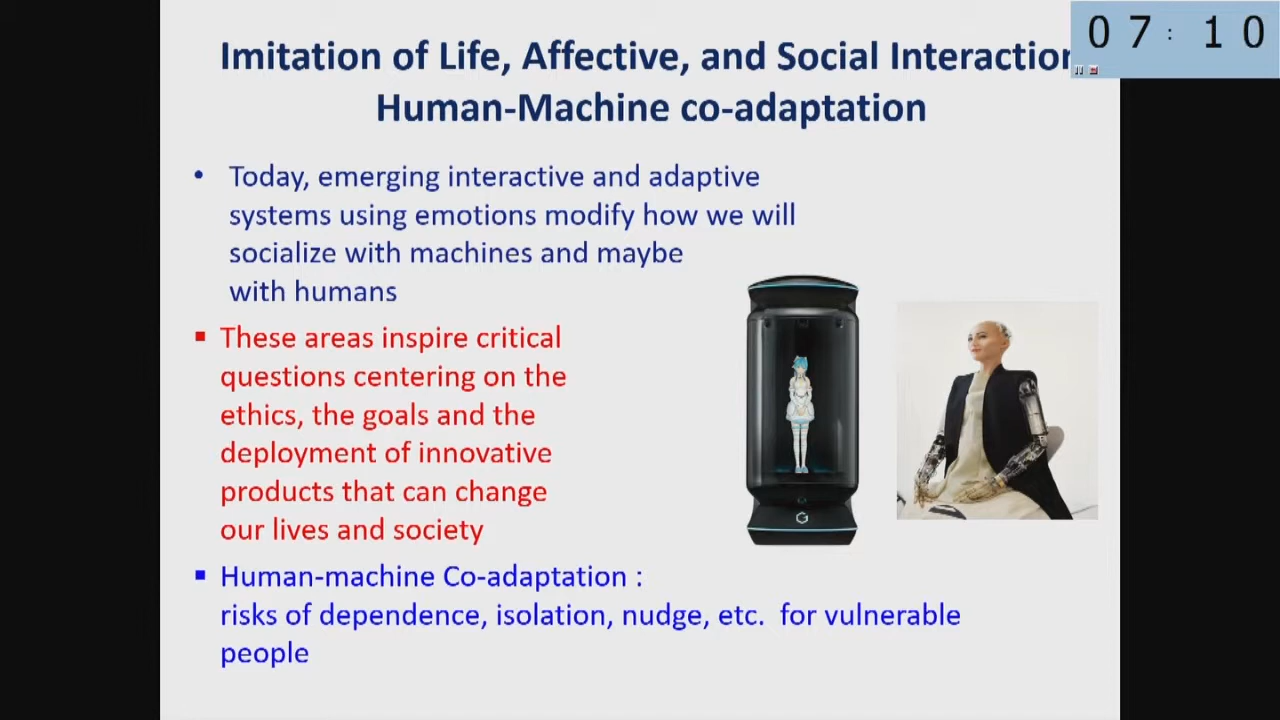 07:10
Imitation of Life, Affective, and Social Interaction
Human-Machine co-adaptation
• Today, emerging interactive and adaptive
systems using emotions modify how we will
socialize with machines and maybe
with humans
▪ These areas inspire critical
questions centering on the
ethics, the goals and the
deployment of innovative
products that can change
our lives and society
▪ Human-machine Co-adaptation :
risks of dependence, isolation, nudge, etc. for vulnerable
people